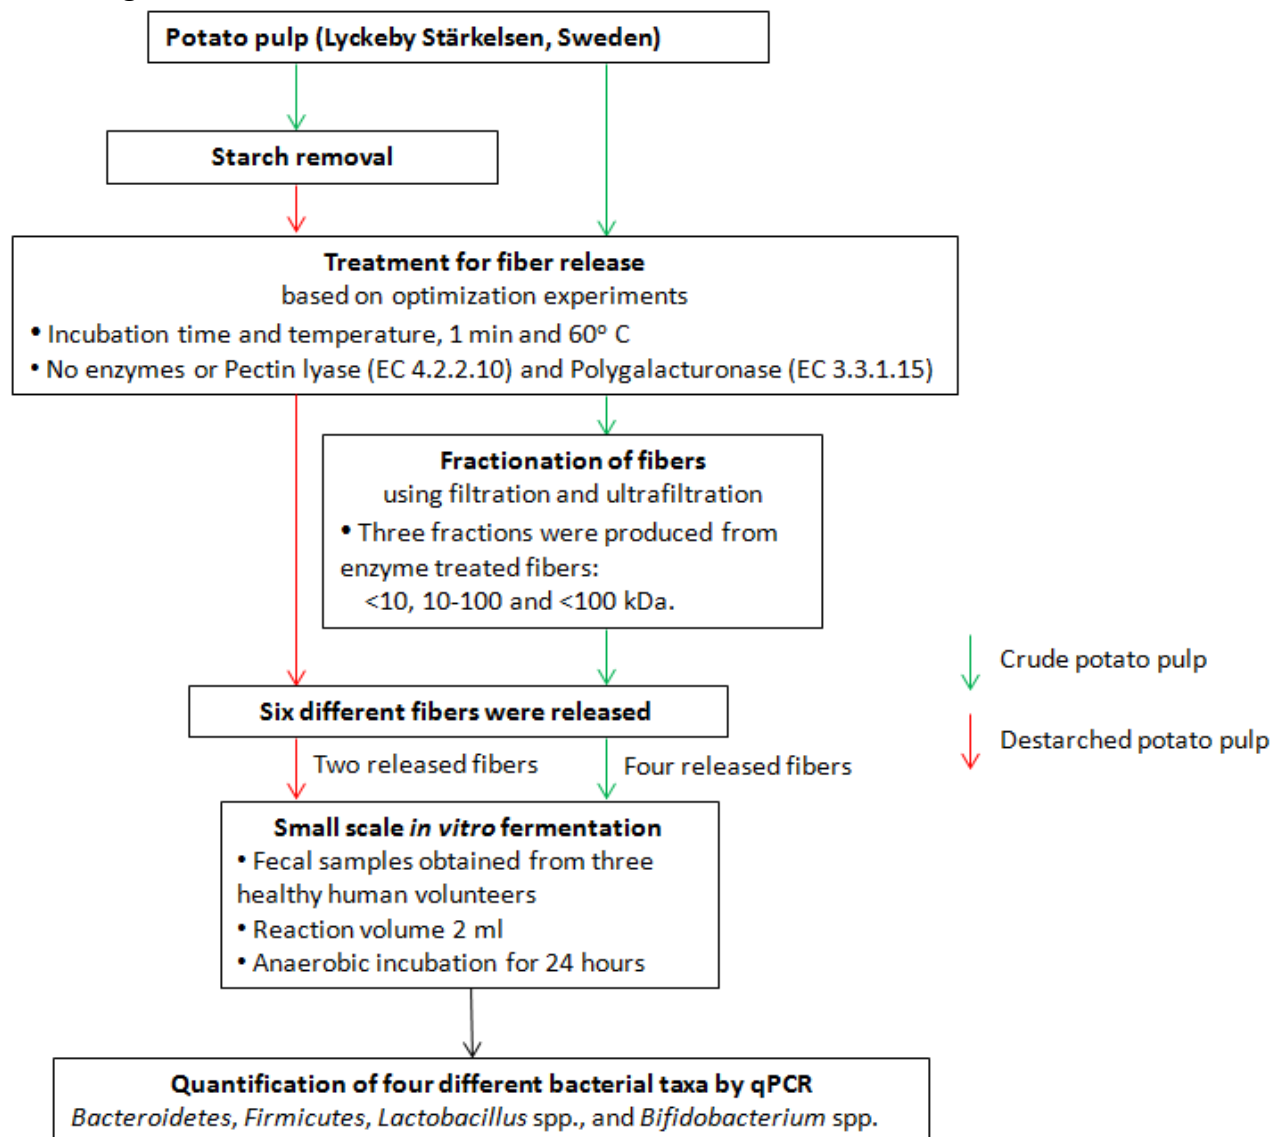 Potato pulp (Lyckeby Stärkelsen, Sweden)
Starch removal
Treatment for fiber release
based on optimization experiments
• Incubation time and temperature, 1 min and 60° C
• No enzymes or Pectin lyase (EC 4.2.2.10) and Polygalacturonase (EC 3.3.1.15)
Fractionation of fibers
using filtration and ultrafiltration
• Three fractions were produced from
enzyme treated fibers:
<10, 10-100 and <100 kDa.
Crude potato pulp
Six different fibers were released
Destarched potato pulp
Two released fibers
Four released fibers
Small scale in vitro fermentation
• Fecal samples obtained from three
healthy human volunteers
• Reaction volume 2 ml
• Anaerobic incubation for 24 hours
Quantification of four different bacterial taxa by qPCR
Bacteroidetes, Firmicutes, Lactobacillus spp., and Bifidobacterium spp.